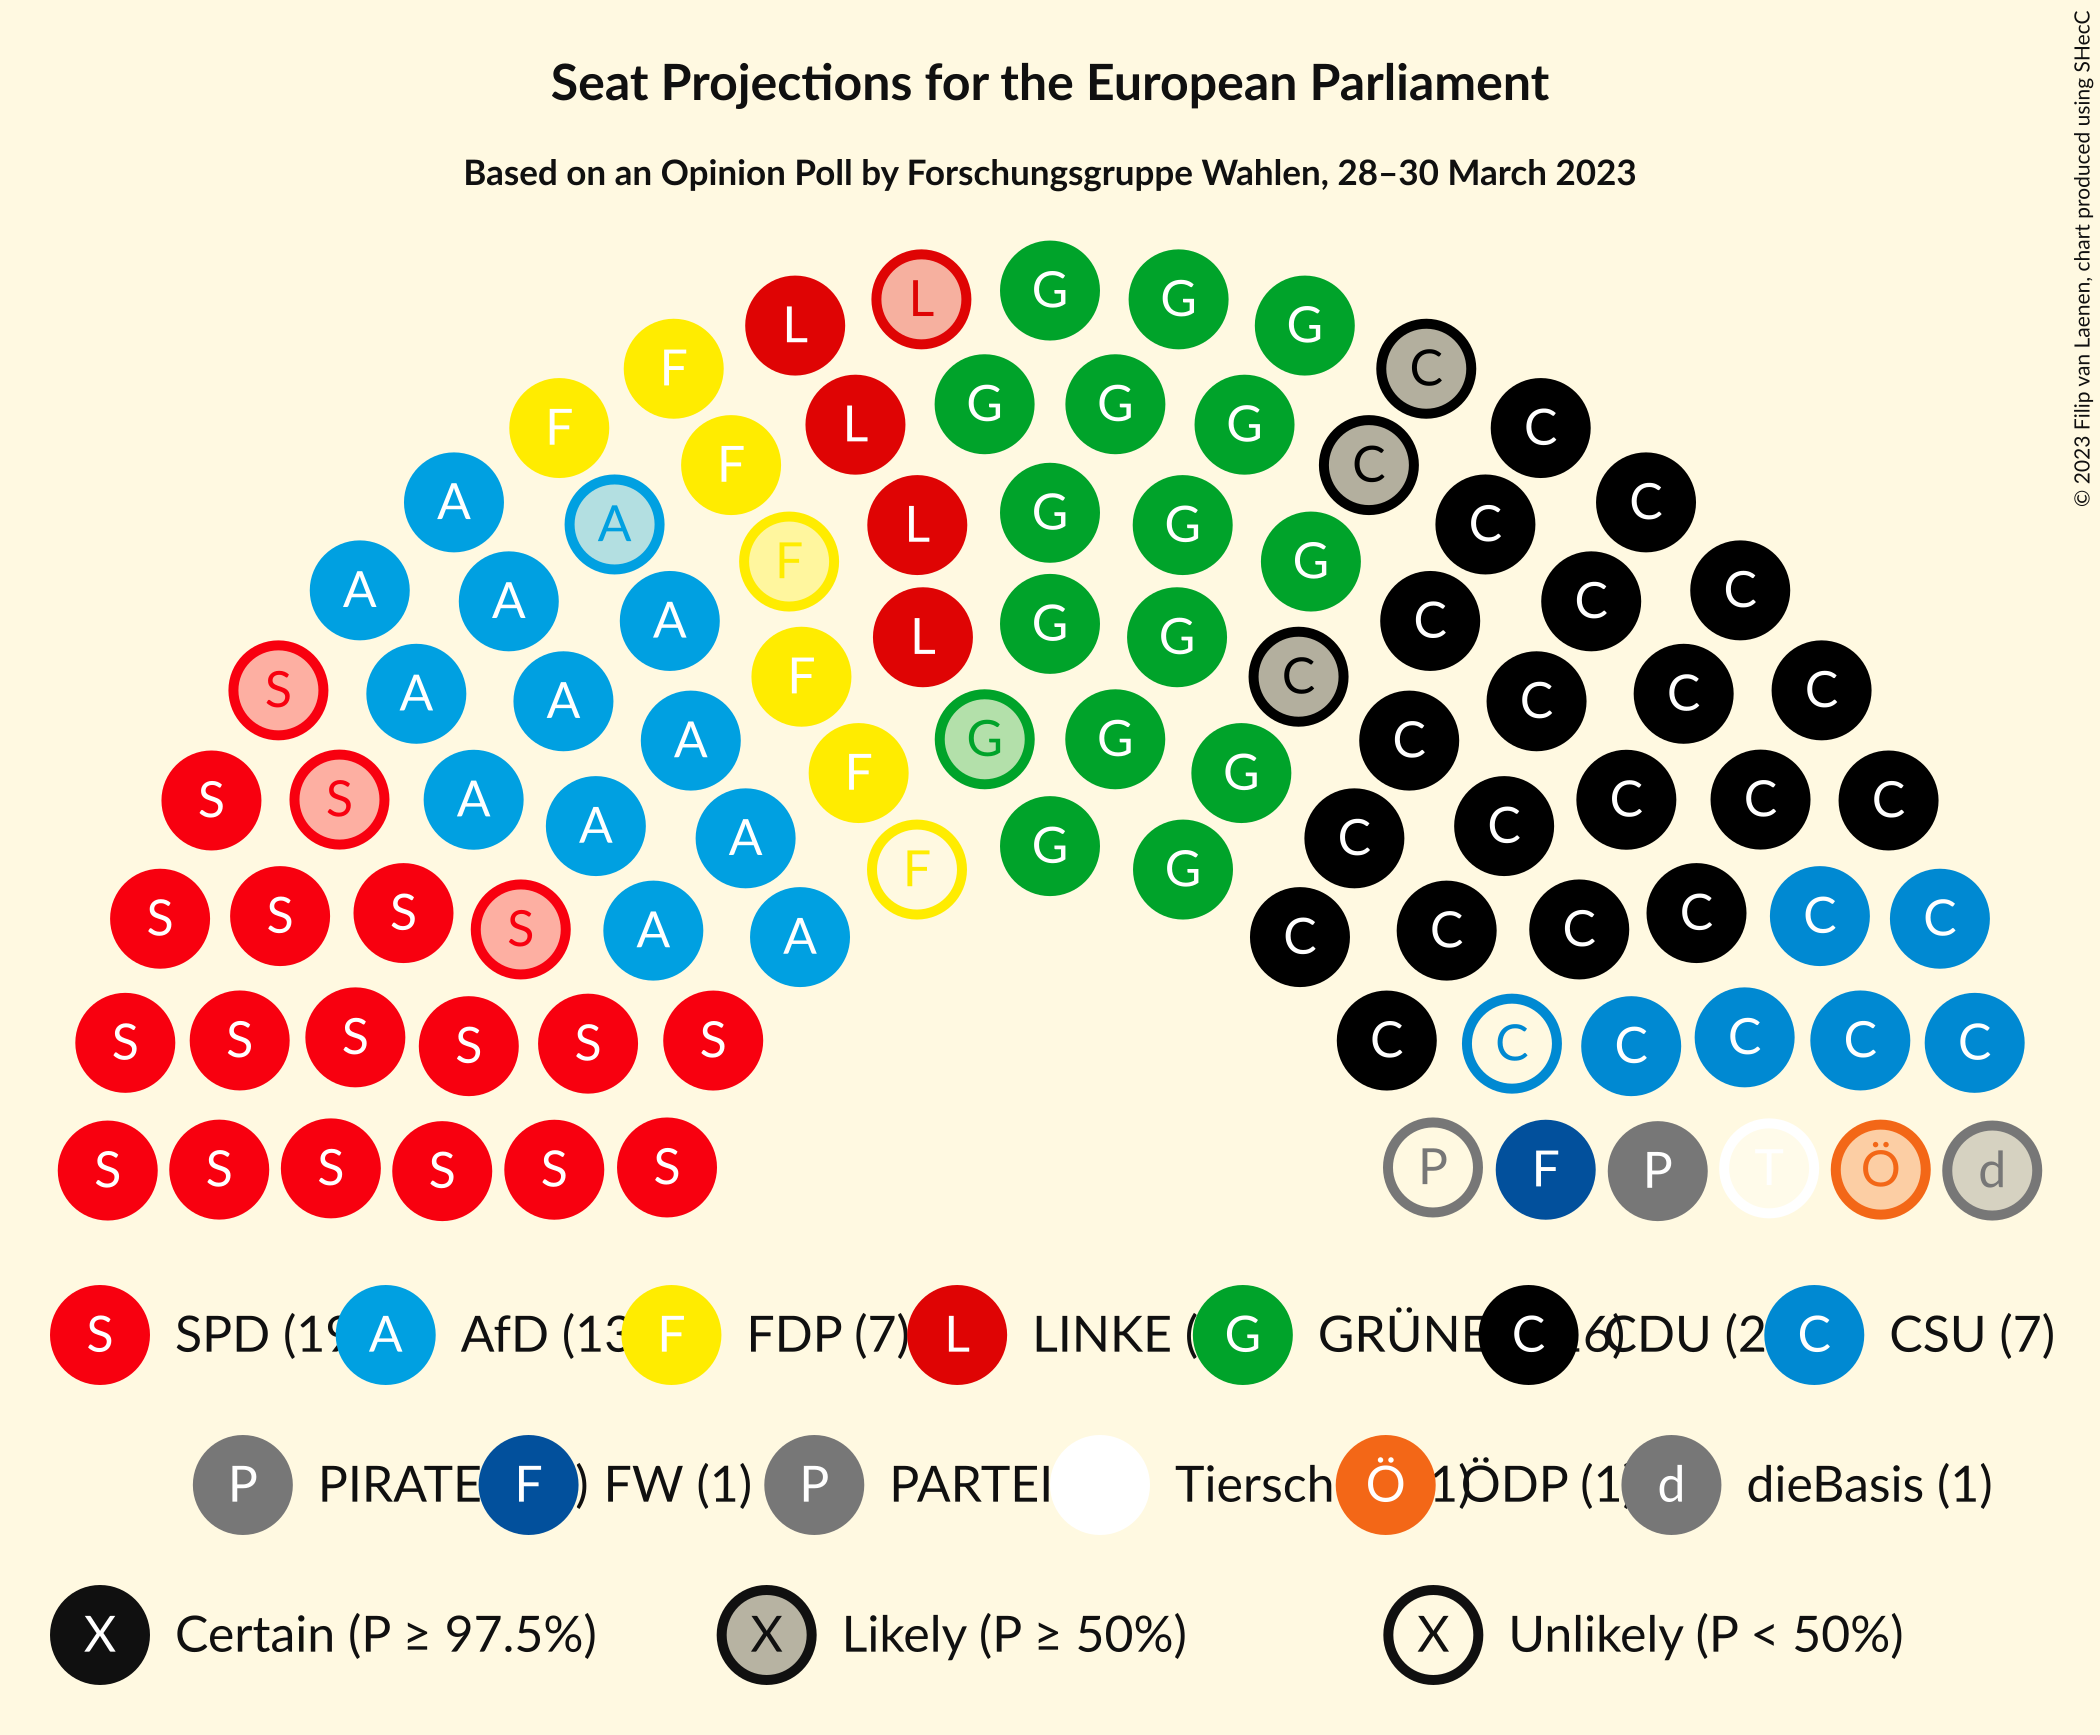 Seat Projections for the European Parliament
Based on an Opinion Poll by Forschungsgruppe Wahlen, 28–30 March 2023
© 2023 Filip van Laenen, chart produced using SHecC
L G G G
F L C
F G G G C
L
F C C
A A G G L G F C C
A A L G G C C C
A F C
S A A A G G G C C C C
S S A A A F G G C C C C C C
S S S S A A F C C C C C C
S S S S S S C C C C C C
S S S S S S P F P T Ö d
S SPD (19 A AfD (13 F FDP (7) L LINKE ( G GRÜNE C 6) CDU (2 C CSU (7)
P PIRATE F ) FW (1) P PARTEI Tiersch Ö 1) ÖDP (1) d dieBasis (1)
X Certain (P ≥ 97.5%) X Likely (P ≥ 50%) X Unlikely (P < 50%)